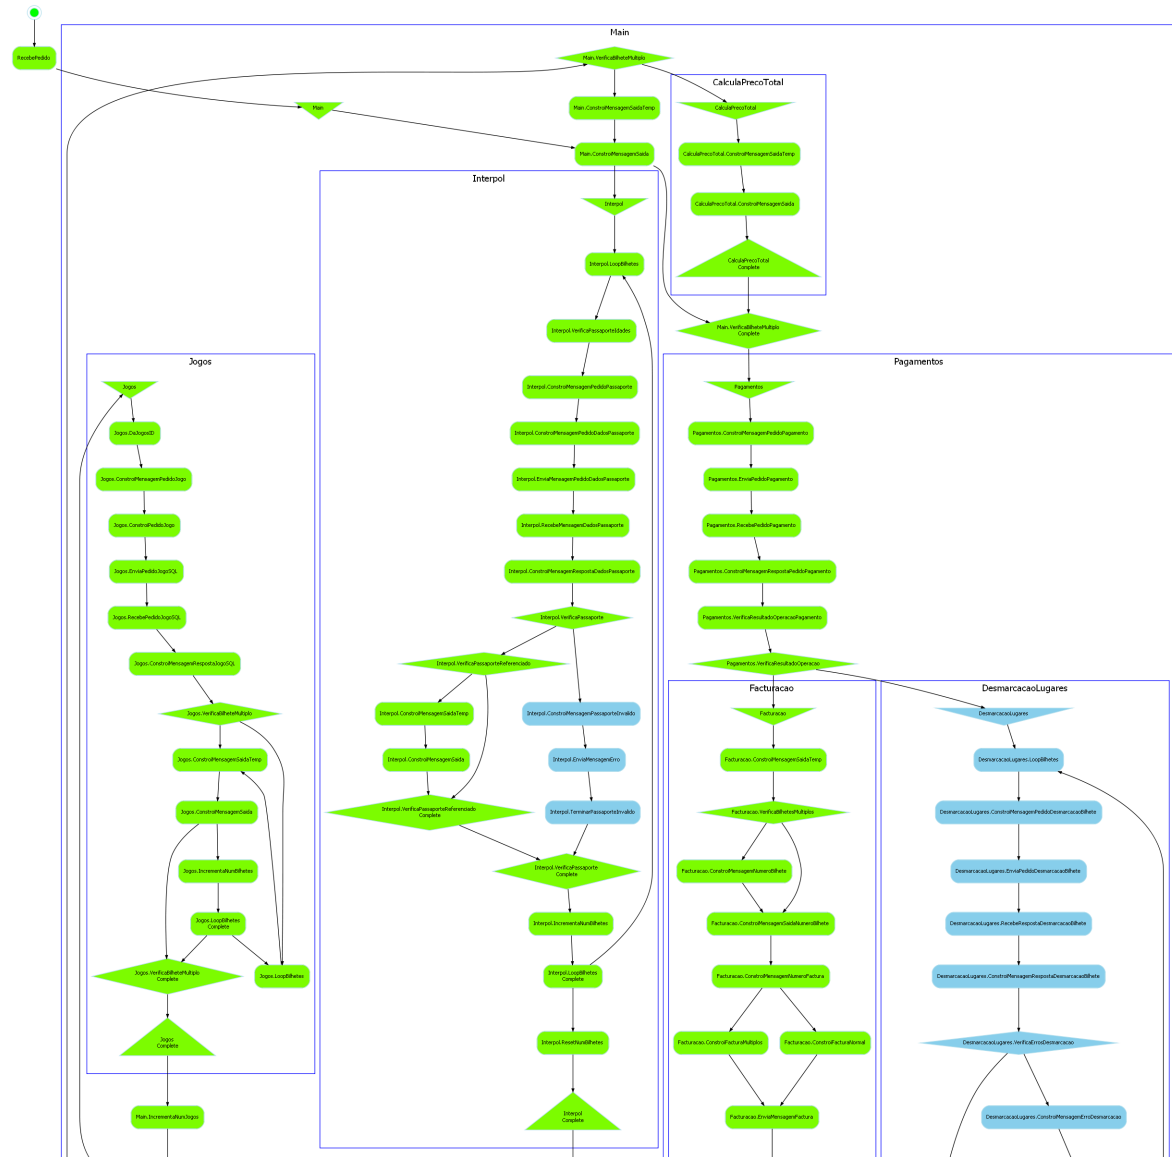 Main
RecebePedido
Main.VerificaBilheteMultiplo
Main
Main.ConstroiMensagemSaidaTemp
Main.ConstroiMensagemSaida
CalculaPrecoTotal
CalculaPrecoTotal
CalculaPrecoTotal.ConstroiMensagemSaidaTemp
CalculaPrecoTotal.ConstroiMensagemSaida
CalculaPrecoTotal
Complete
Main.VerificaBilheteMultiplo
Complete
Interpol
Interpol
Interpol.LoopBilhetes
Interpol.VerificaPassaporteIdades
Interpol.ConstroiMensagemPedidoPassaporte
Interpol.ConstroiMensagemPedidoDadosPassaporte
Interpol.EnviaMensagemPedidoDadosPassaporte
Interpol.RecebeMensagemDadosPassaporte
Interpol.ConstroiMensagemRespostaDadosPassaporte
Interpol.VerificaPassaporte
Interpol.VerificaPassaporteReferenciado
Interpol.ConstroiMensagemSaidaTemp
Interpol.ConstroiMensagemSaida
Interpol.VerificaPassaporteReferenciado
Complete
Interpol.ConstroiMensagemPassaporteInvalido
Interpol.EnviaMensagemErro
Interpol.TerminarPassaporteInvalido
Interpol.VerificaPassaporte
Complete
Interpol.IncrementaNumBilhetes
Interpol.LoopBilhetes
Complete
Interpol.ResetNumBilhetes
Interpol
Complete
Jogos
Jogos
Jogos.DaJogosID
Jogos.ConstroiMensagemPedidoJogo
Jogos.ConstroiPedidoJogo
Jogos.EnviaPedidoJogoSQL
Jogos.RecebePedidoJogoSQL
Jogos.ConstroiMensagemRespostaJogoSQL
Jogos.VerificaBilheteMultiplo
Jogos.ConstroiMensagemSaidaTemp
Jogos.ConstroiMensagemSaida
Jogos.IncrementaNumBilhetes
Jogos.LoopBilhetes
Complete
Jogos.VerificaBilheteMultiplo
Complete
Jogos.LoopBilhetes
Jogos
Complete
Main.IncrementaNumJogos
Pagamentos
Pagamentos
Pagamentos.ConstroiMensagemPedidoPagamento
Pagamentos.EnviaPedidoPagamento
Pagamentos.RecebePedidoPagamento
Pagamentos.ConstroiMensagemRespostaPedidoPagamento
Pagamentos.VerificaResultadoOperacaoPagamento
Pagamentos.VerificaResultadoOperacao
Facturacao
Facturacao
Facturacao.ConstroiMensagemSaidaTemp
Facturacao.VerificaBilhetesMultiplos
Facturacao.ConstroiMensagemNumeroBilhete
Facturacao.ConstroiMensagemSaidaNumeroBilhete
Facturacao.ConstroiMensagemNumeroFactura
Facturacao.ConstroiFacturaMultiplos
Facturacao.ConstroiFacturaNormal
Facturacao.EnviaMensagemFactura
DesmarcacaoLugares
DesmarcacaoLugares
DesmarcacaoLugares.LoopBilhetes
DesmarcacaoLugares.ConstroiMensagemPedidoDesmarcacaoBilhete
DesmarcacaoLugares.EnviaPedidoDesmarcacaoBilhete
DesmarcacaoLugares.RecebeRespostaDesmarcacaoBilhete
DesmarcacaoLugares.ConstroiMensagemRespostaDesmarcacaoBilhete
DesmarcacaoLugares.VerificaErrosDesmarcacao
DesmarcacaoLugares.ConstroiMensagemErroDesmarcacao